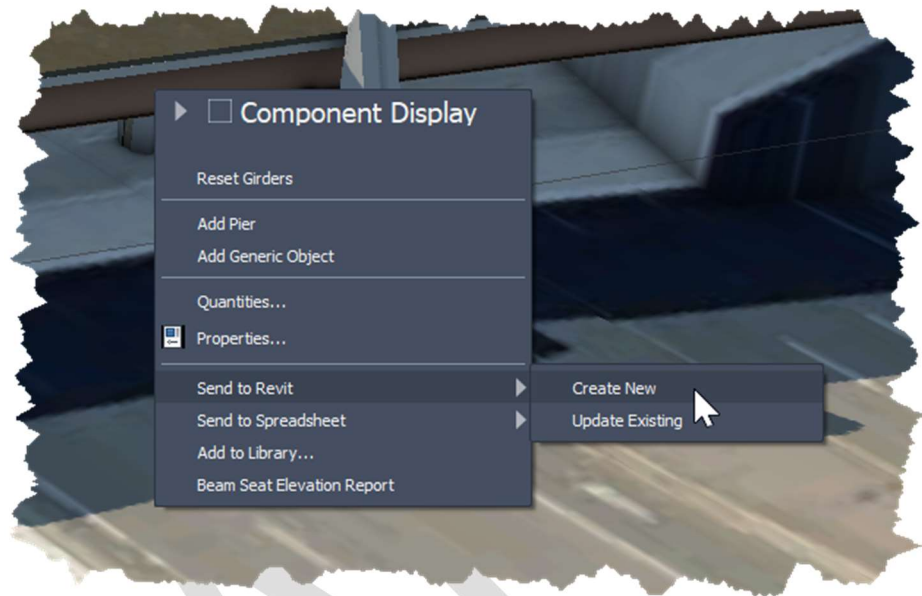 Component Display
Reset Girders
Add Pier
Add Generic Object
Quantities...
Properties...
Send to Revit
Create New
Send to Spreadsheet
Update Existing
Add to Library...
Beam Seat Elevation Report